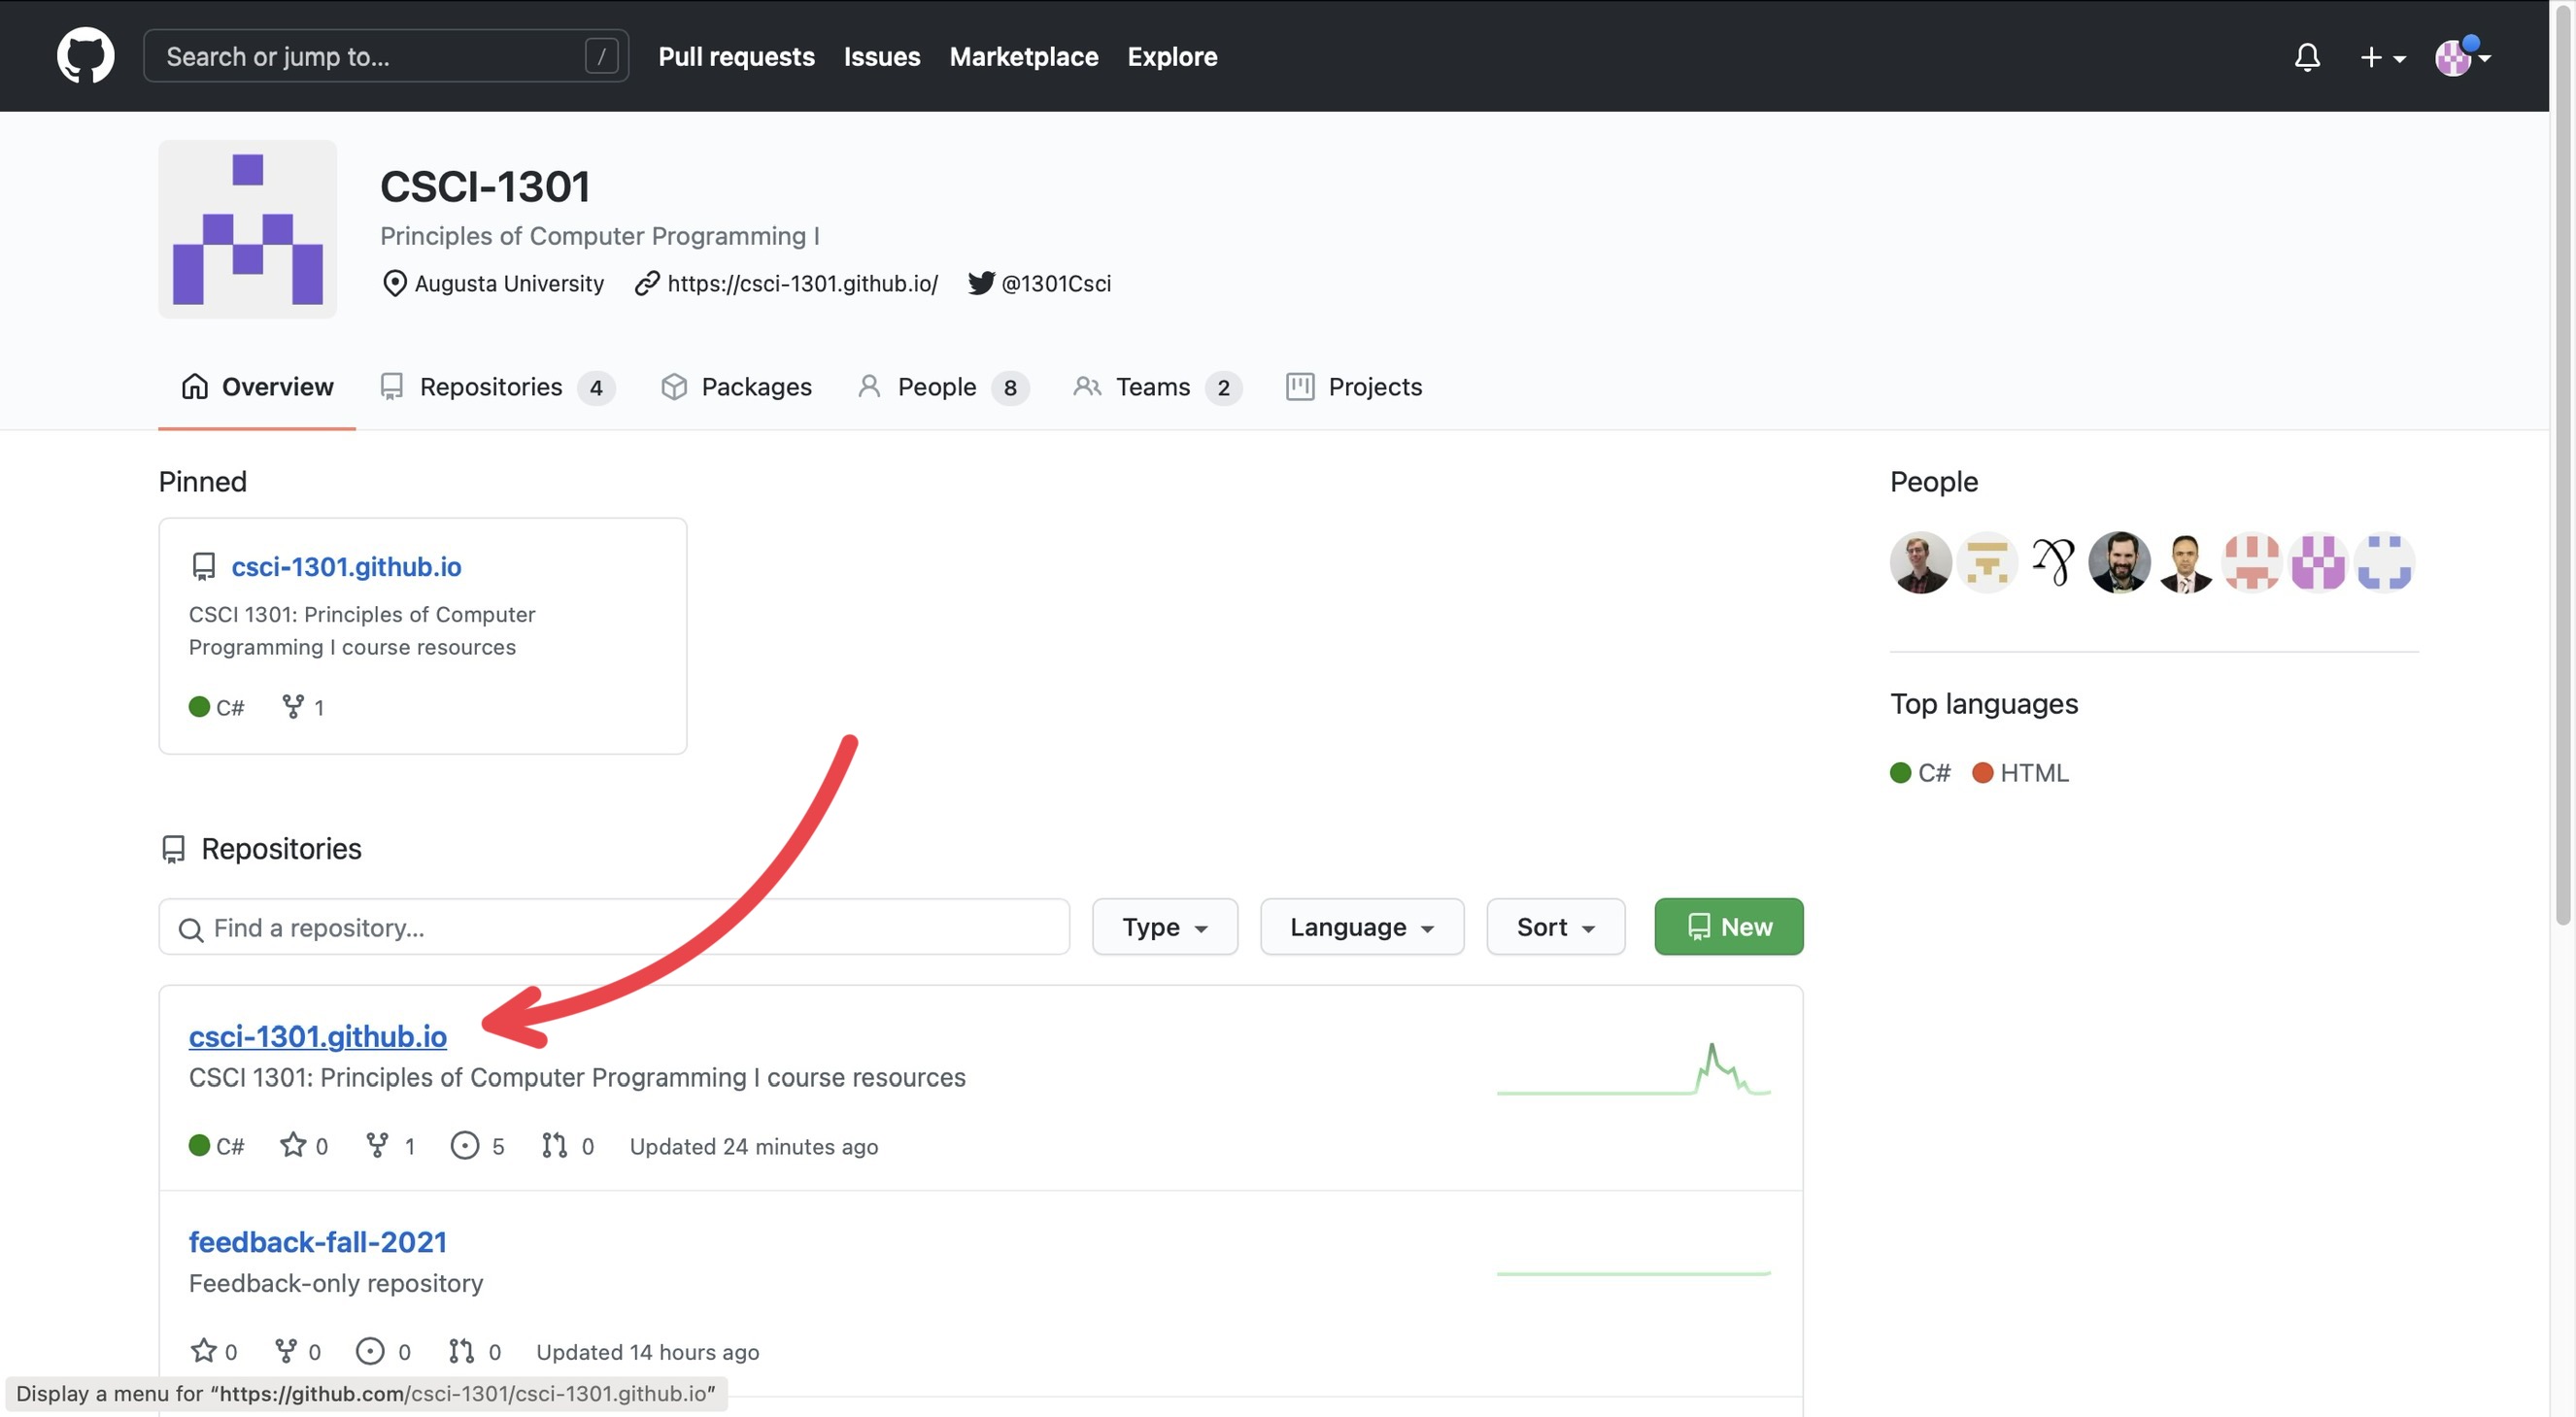 Search or jump to... / Pull requests Issues Marketplace Explore
CSCI-1301
Principles of Computer Programming I
Augusta University https://csci-1301.github.io/ @1301Csci
Overview Repositories 4 Packages People 8 Teams 2 Projects
Pinned
csci-1301.github.io
CSCI 1301: Principles of Computer
Programming I course resources
C# 1
People
Top languages
C# HTML
Repositories
Find a repository... Type Language Sort New
csci-1301.github.io
CSCI 1301: Principles of Computer Programming I course resources
C# 0 1 5 0 Updated 24 minutes ago
feedback-fall-2021
Feedback-only repository
0 0 0 0 Updated 14 hours ago
Display a menu for “https://github.com/csci-1301/csci-1301.github.io”